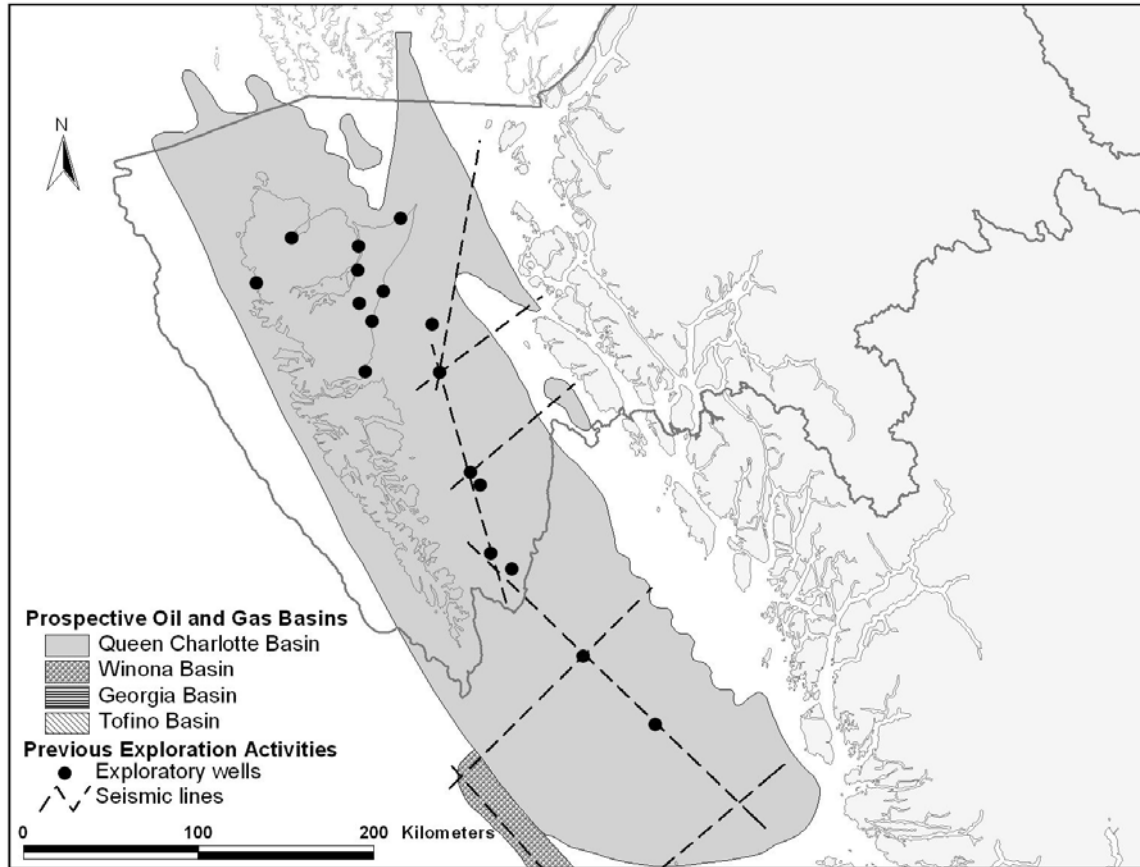 N
Prospective Oil and Gas Basins
Queen Charlotte Basin
Winona Basin
Georgia Basin
Tofino Basin
Previous Exploration Activities
Exploratory wells
Seismic lines
0 100 200 Kilometers